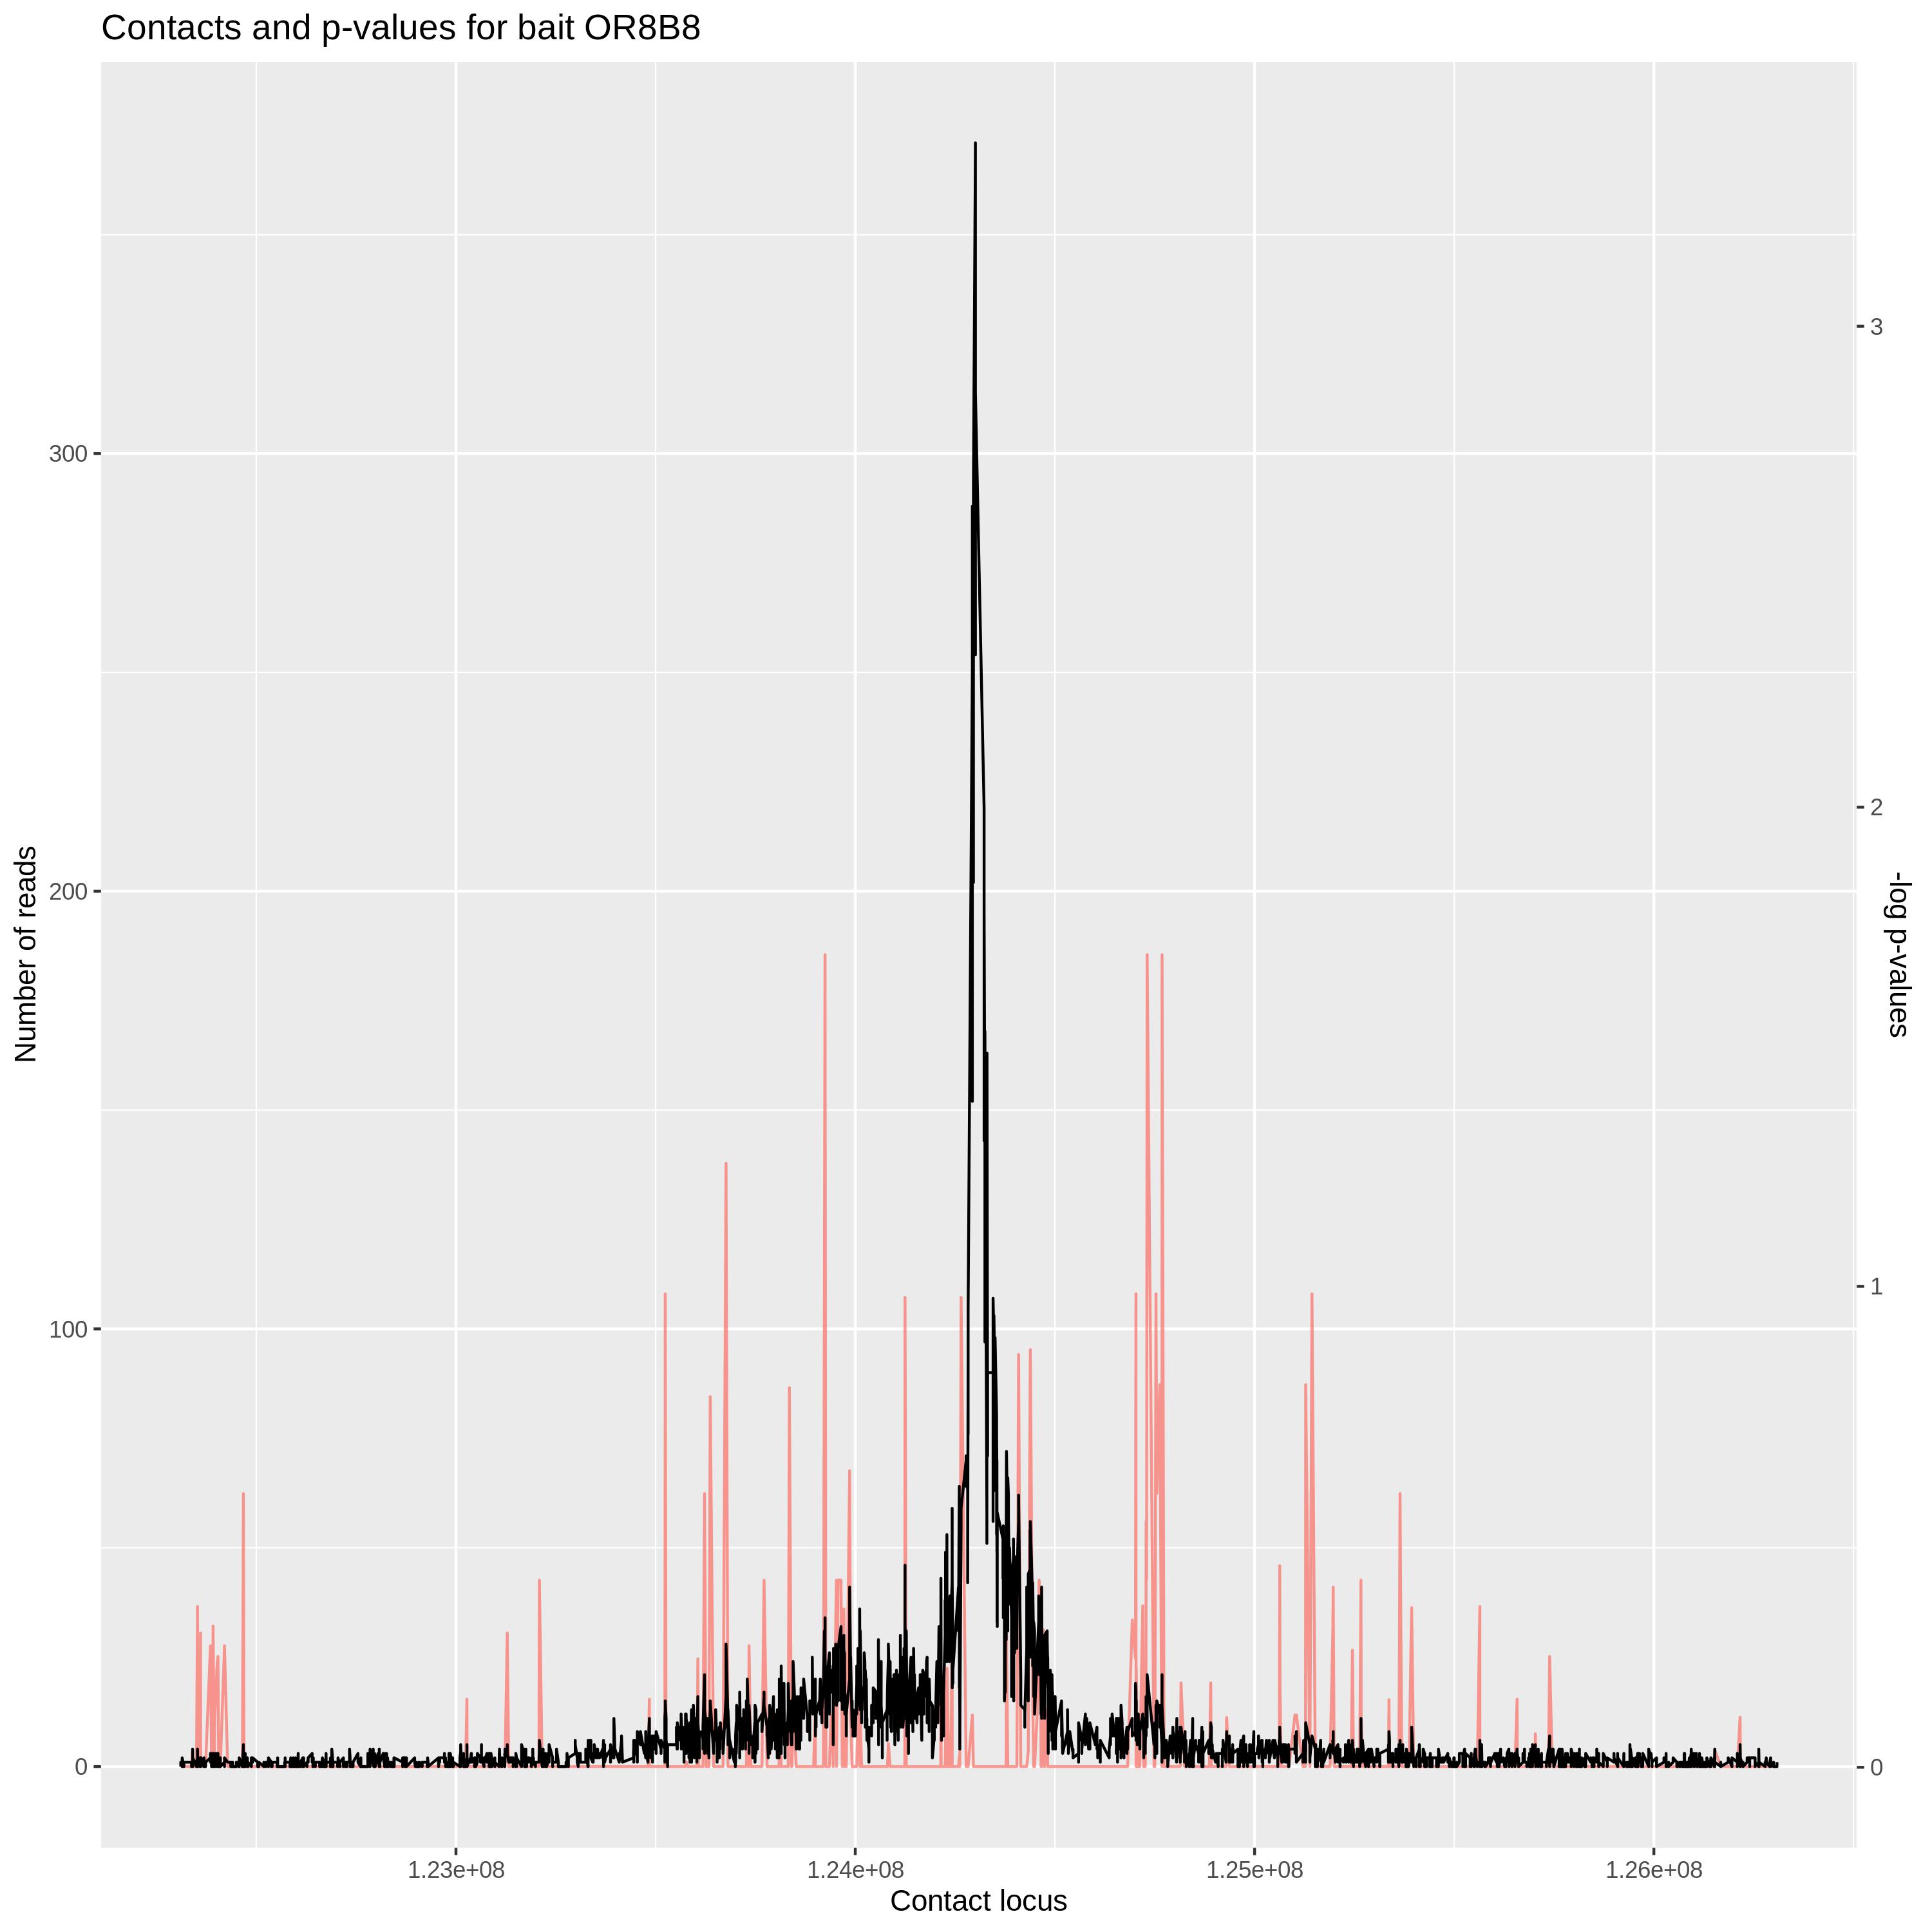 Contacts and p-values for bait OR8B8
Number of reads
300
200
100
0
3
2
1
0
-log p-values
1.23e+08
1.24e+08
1.25e+08
1.26e+08
Contact locus